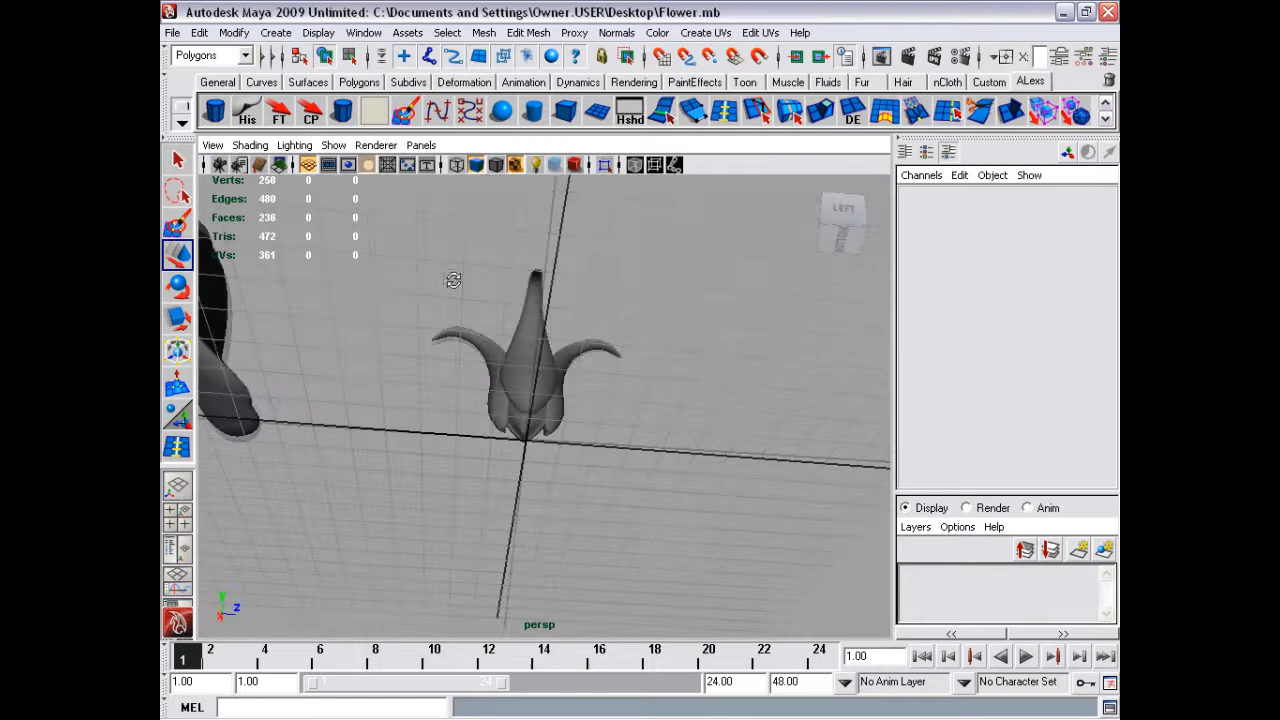 Autodesk Maya 2009 Unlimited: C:\Documents and Settings\Owner.USER\Desktop\Flower.mb
File Edit Modify Create Display Window Assets Select Mesh Edit Mesh Proxy Normals Color Create UVs Edit UVs Help
Polygons
General Curves Surfaces Polygons Subdivs Deformation Animation Dynamics Rendering PaintEffects Toon Muscle Fluids Fur Hair nCloth Custom ALexs
His FT CP Hshd DE
View Shading Lighting Show Renderer Panels
Channels Edit Object Show
Verts: 250 0 0
Edges: 480 0 0
Faces: 238 0 0
Tris: 472 0 0
UVs: 361 0 0
LEFT
BOTTOM
y
x z
persp
Display Render Anim
Layers Options Help
<< >>
1 2 4 6 8 10 12 14 16 18 20 22 24 1.00
1.00 1.00 1 24 24.00 48.00 No Anim Layer No Character Set
MEL